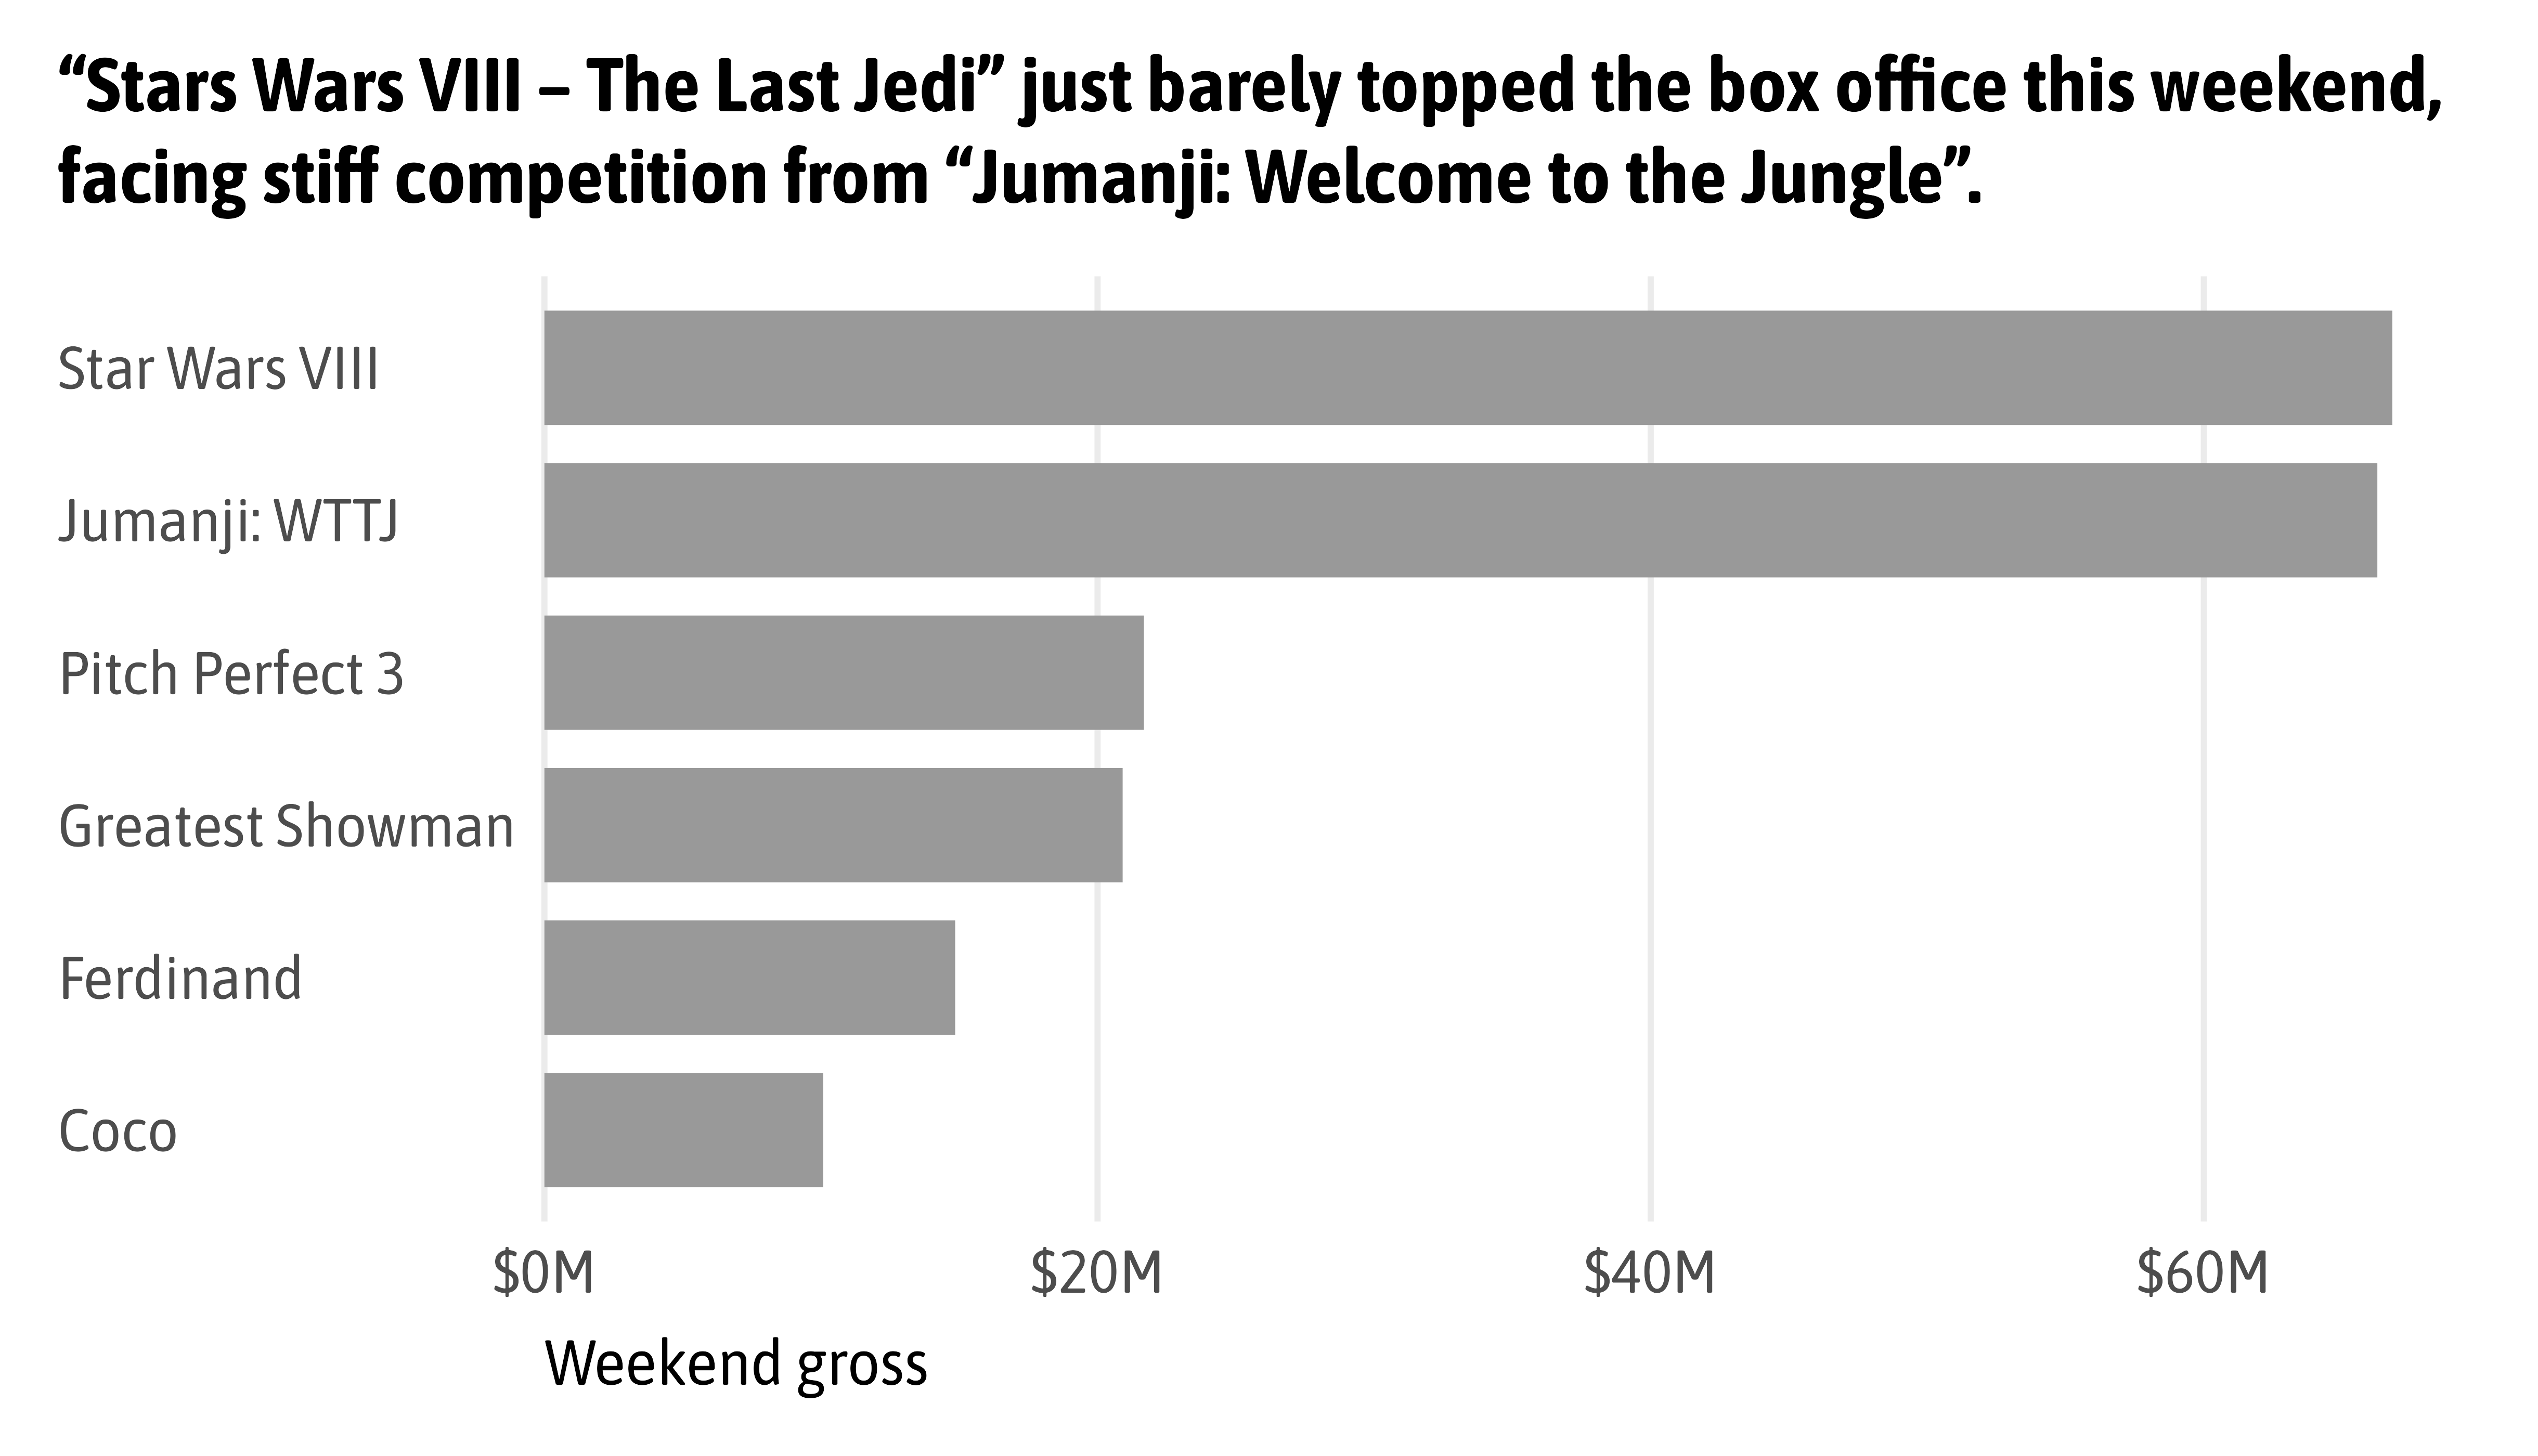 “Stars Wars VIII – The Last Jedi” just barely topped the box office this weekend,
facing stiff competition from “Jumanji: Welcome to the Jungle”.
Star Wars VIII
Jumanji: WTTJ
Pitch Perfect 3
Greatest Showman
Ferdinand
Coco
$0M $20M $40M $60M
Weekend gross